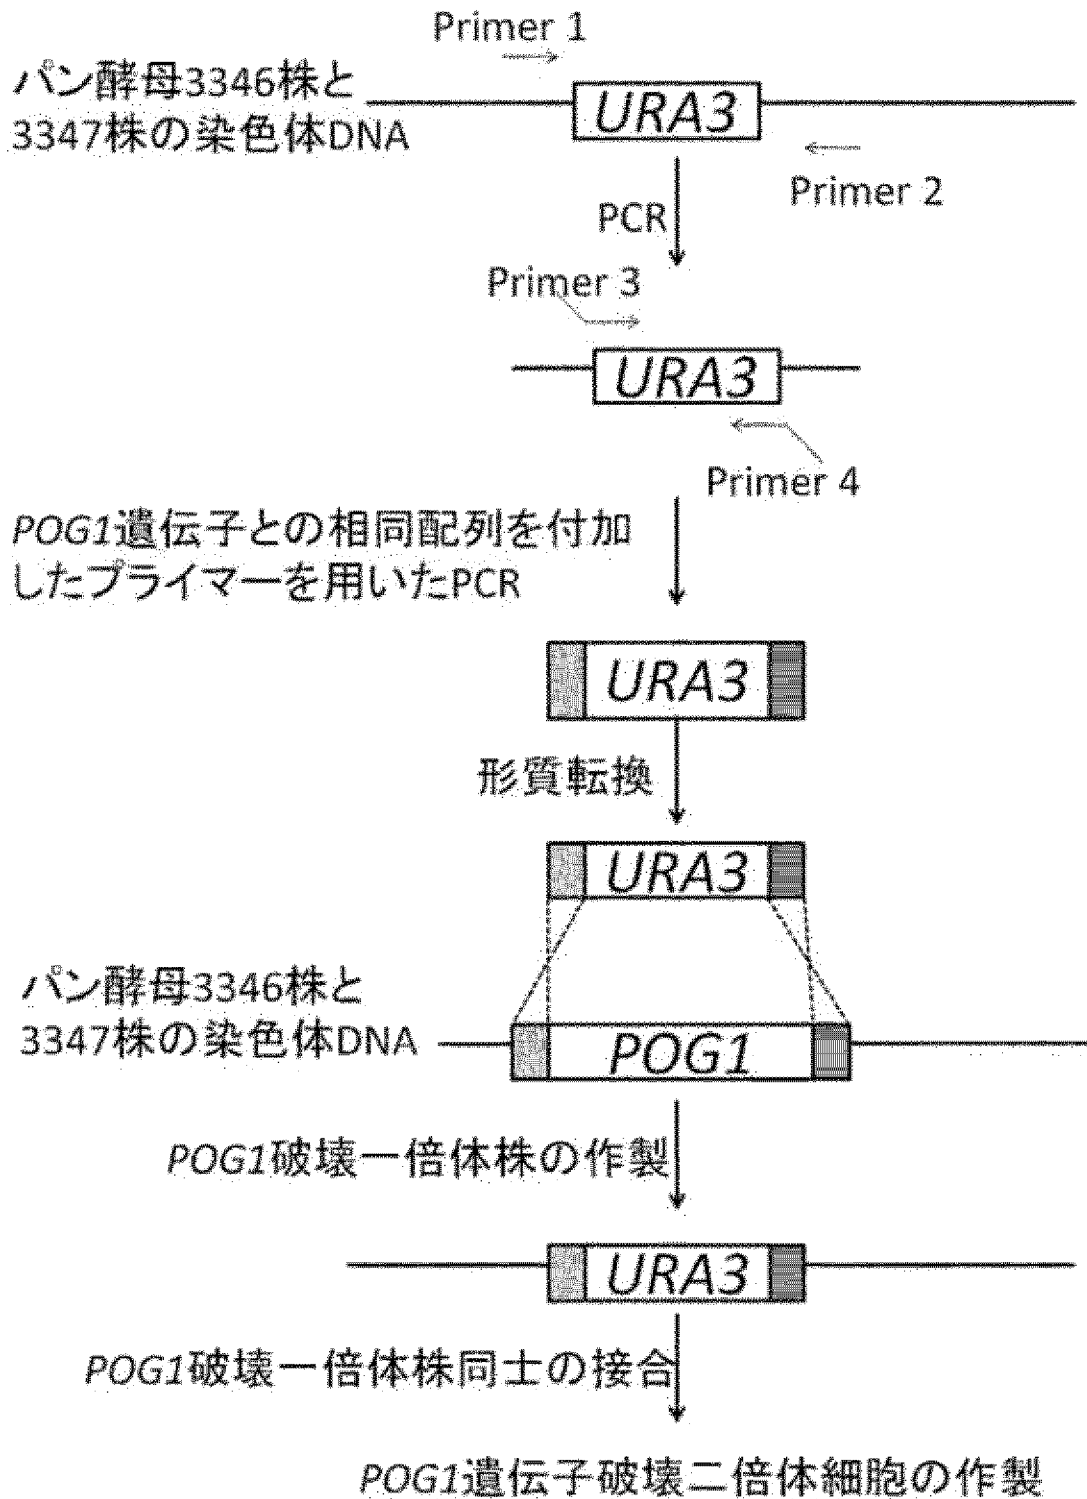 Primer 1
パン酵母3346株と
3347株の染色体DNA
URA3
Primer 2
PCR
Primer 3
URA3
Primer 4
POG1遺伝子との相同配列を付加
したプライマーを用いたPCR
URA3
形質転換
URA3
パン酵母3346株と
3347株の染色体DNA
POG1
POG1破壊一倍体株の作製
URA3
POG1破壊一倍体株同士の接合
POG1遺伝子破壊二倍体細胞の作製